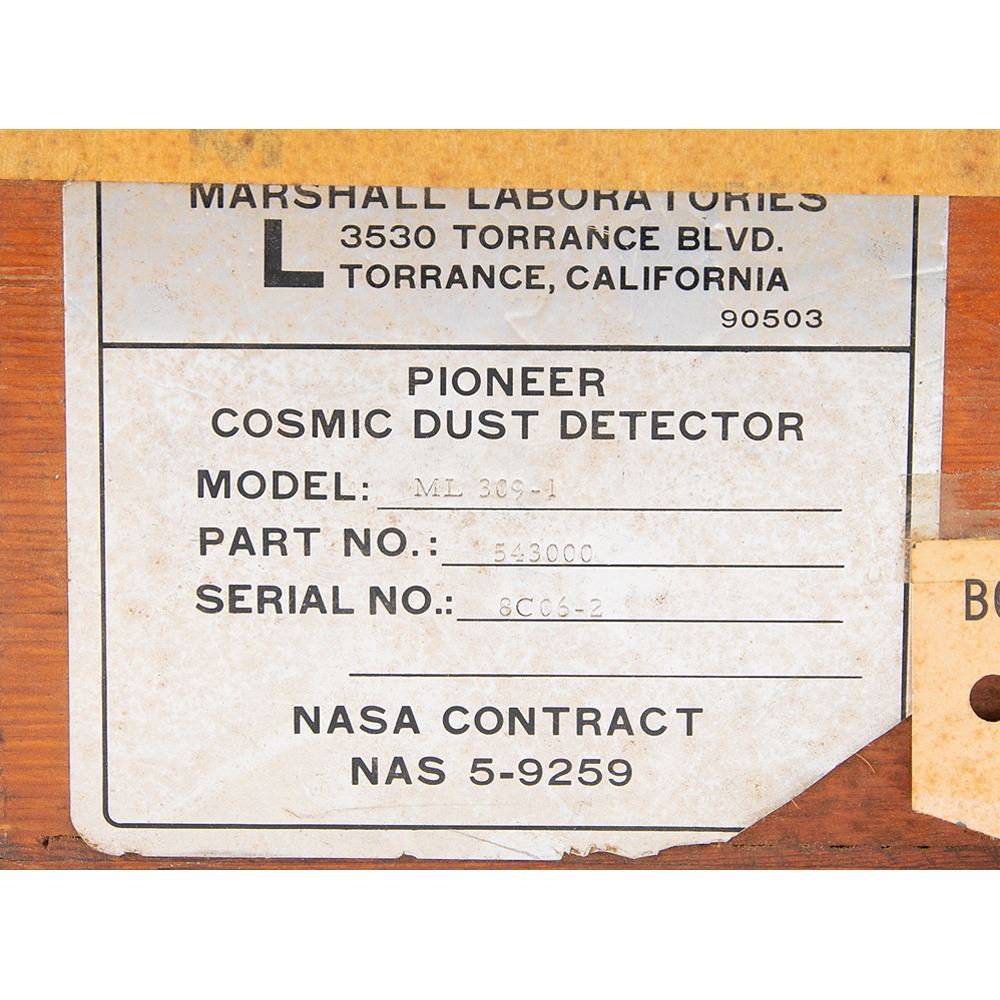 MARSHALL LABORATORIES
L 3530 TORRANCE BLVD.
TORRANCE, CALIFORNIA
90503
PIONEER
COSMIC DUST DETECTOR
MODEL: ML 309-1
PART NO.: 543000
SERIAL NO.: 8C06-2
NASA CONTRACT
NAS 5-9259